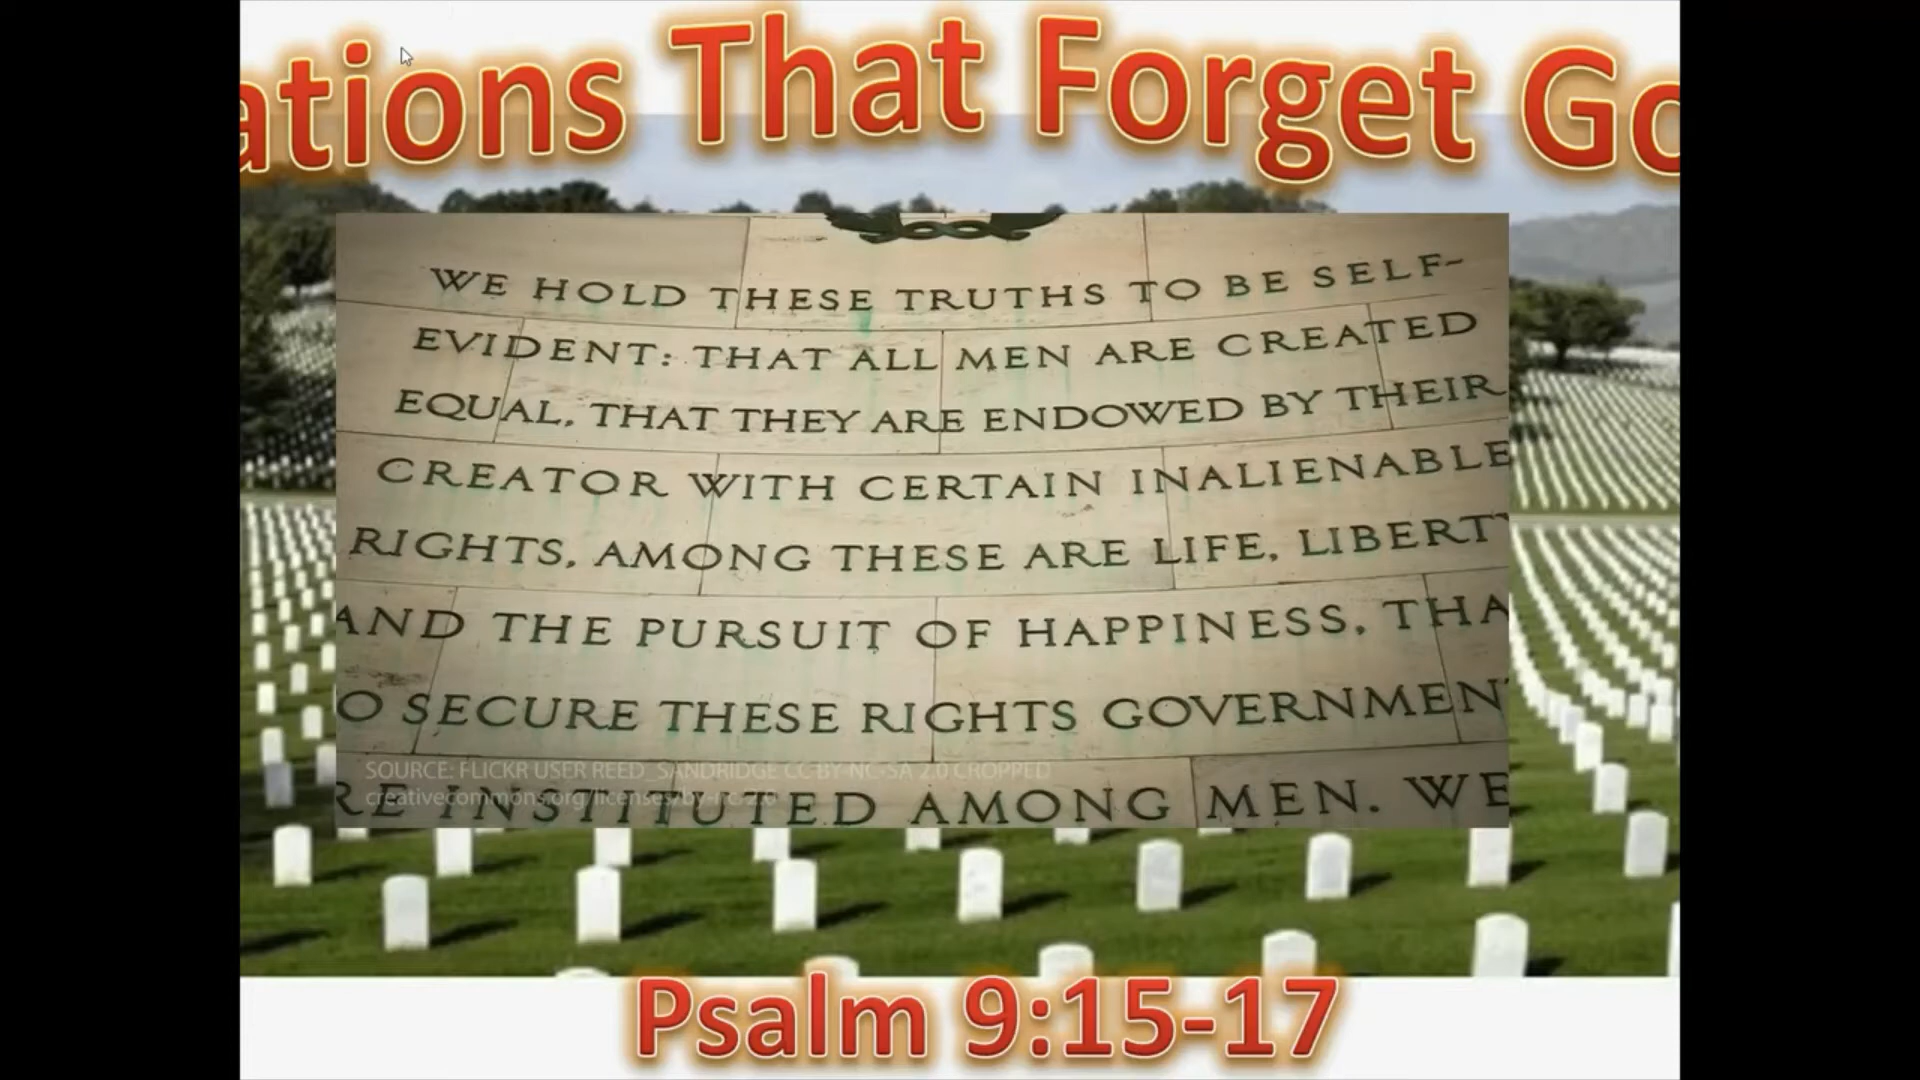 ations That Forget Go
WE HOLD THESE TRUTHS TO BE SELF-
EVIDENT: THAT ALL MEN ARE CREATED
EQUAL, THAT THEY ARE ENDOWED BY THEIR
CREATOR WITH CERTAIN INALIENABLE
RIGHTS, AMONG THESE ARE LIFE, LIBERTY
AND THE PURSUIT OF HAPPINESS, THA
O SECURE THESE RIGHTS GOVERNMEN
SOURCE: FLICKR USER REED_SANDRIDGE CC-BY-NC-SA 2.0 CROPPED
creativecommons.org/licenses/by-nc 2.0
RE INSTITUTED AMONG MEN. WE
Psalm 9:15-17